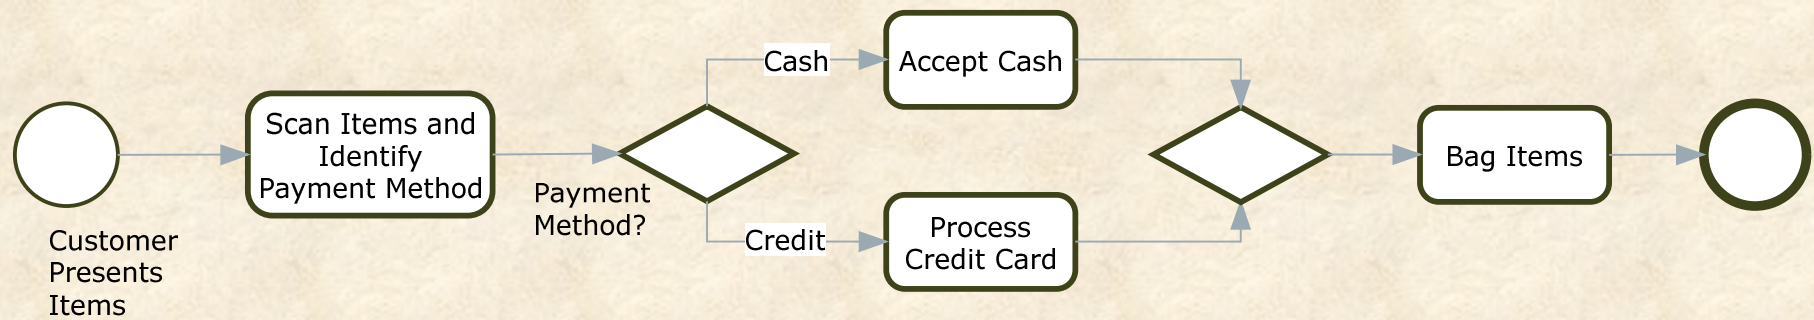 Customer
Presents
Items
Scan Items and
Identify
Payment Method
Payment
Method?
Cash
Accept Cash
Credit
Process
Credit Card
Bag Items